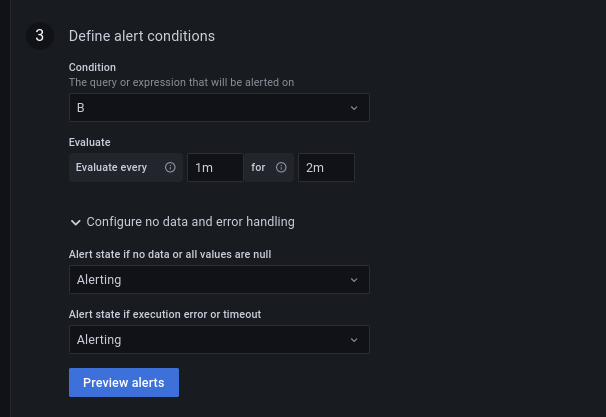 3 Define alert conditions
Condition
The query or expression that will be alerted on
B
Evaluate
Evaluate every 1m for 2m
Configure no data and error handling
Alert state if no data or all values are null
Alerting
Alert state if execution error or timeout
Alerting
Preview alerts